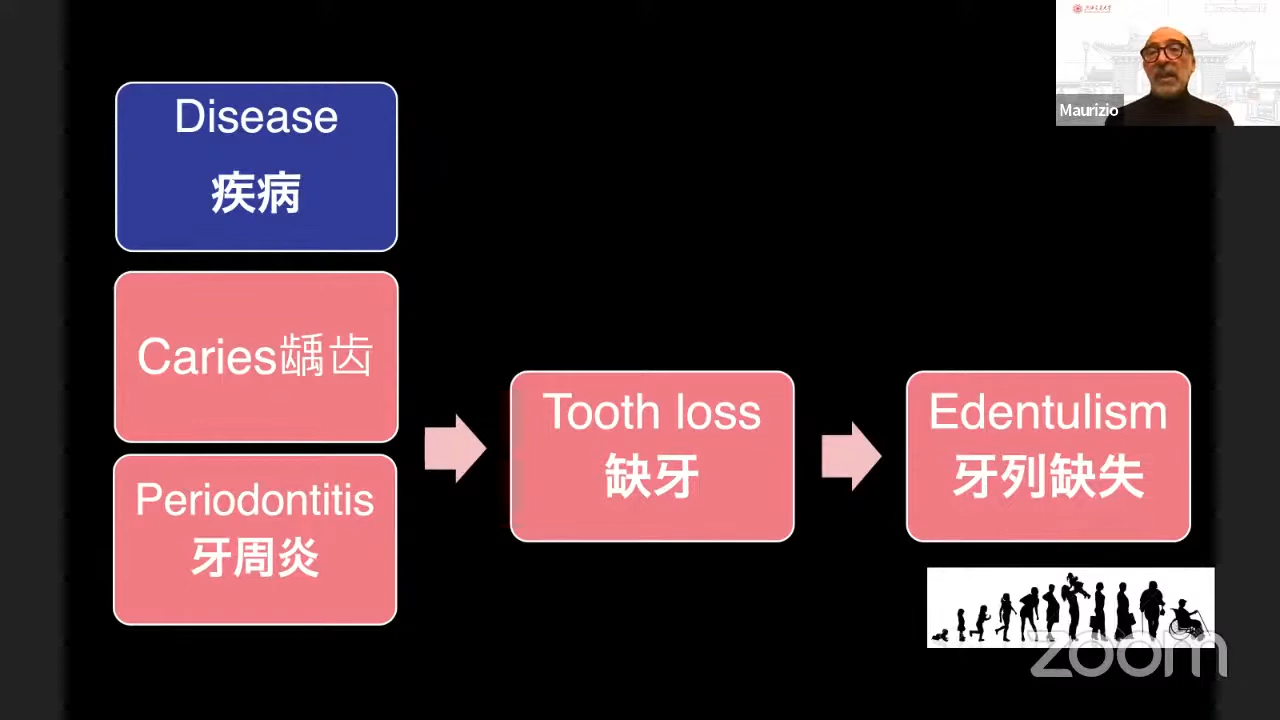 Disease
疾病
Caries龋齿
Periodontitis
牙周炎
Tooth loss
缺牙
Edentulism
牙列缺失
Maurizio
zoom